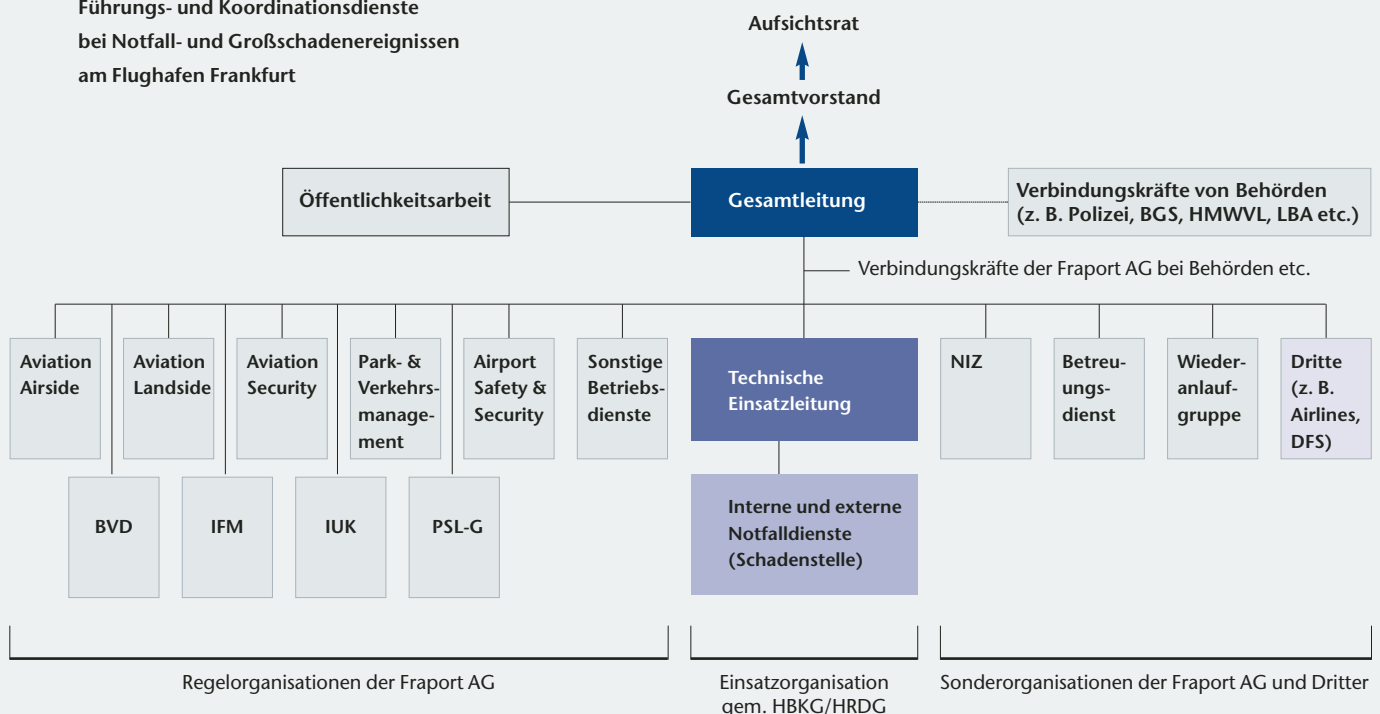 Führungs- und Koordinationsdienste
bei Notfall- und Großschadenereignissen
am Flughafen Frankfurt
Aufsichtsrat
Gesamtvorstand
Öffentlichkeitsarbeit
Gesamtleitung
Verbindungskräfte von Behörden
(z. B. Polizei, BGS, HMWVL, LBA etc.)
Verbindungskräfte der Fraport AG bei Behörden etc.
Aviation
Airside
Aviation
Landside
Aviation
Security
Park- &
Verkehrs-
manage-
ment
Airport
Safety &
Security
Sonstige
Betriebs-
dienste
Technische
Einsatzleitung
NIZ
Betreu-
ungs-
dienst
Wieder-
anlauf-
gruppe
Dritte
(z. B.
Airlines,
DFS)
BVD
IFM
IUK
PSL-G
Interne und externe
Notfalldienste
(Schadenstelle)
Regelorganisationen der Fraport AG
Einsatzorganisation
gem. HBKG/HRDG
Sonderorganisationen der Fraport AG und Dritter